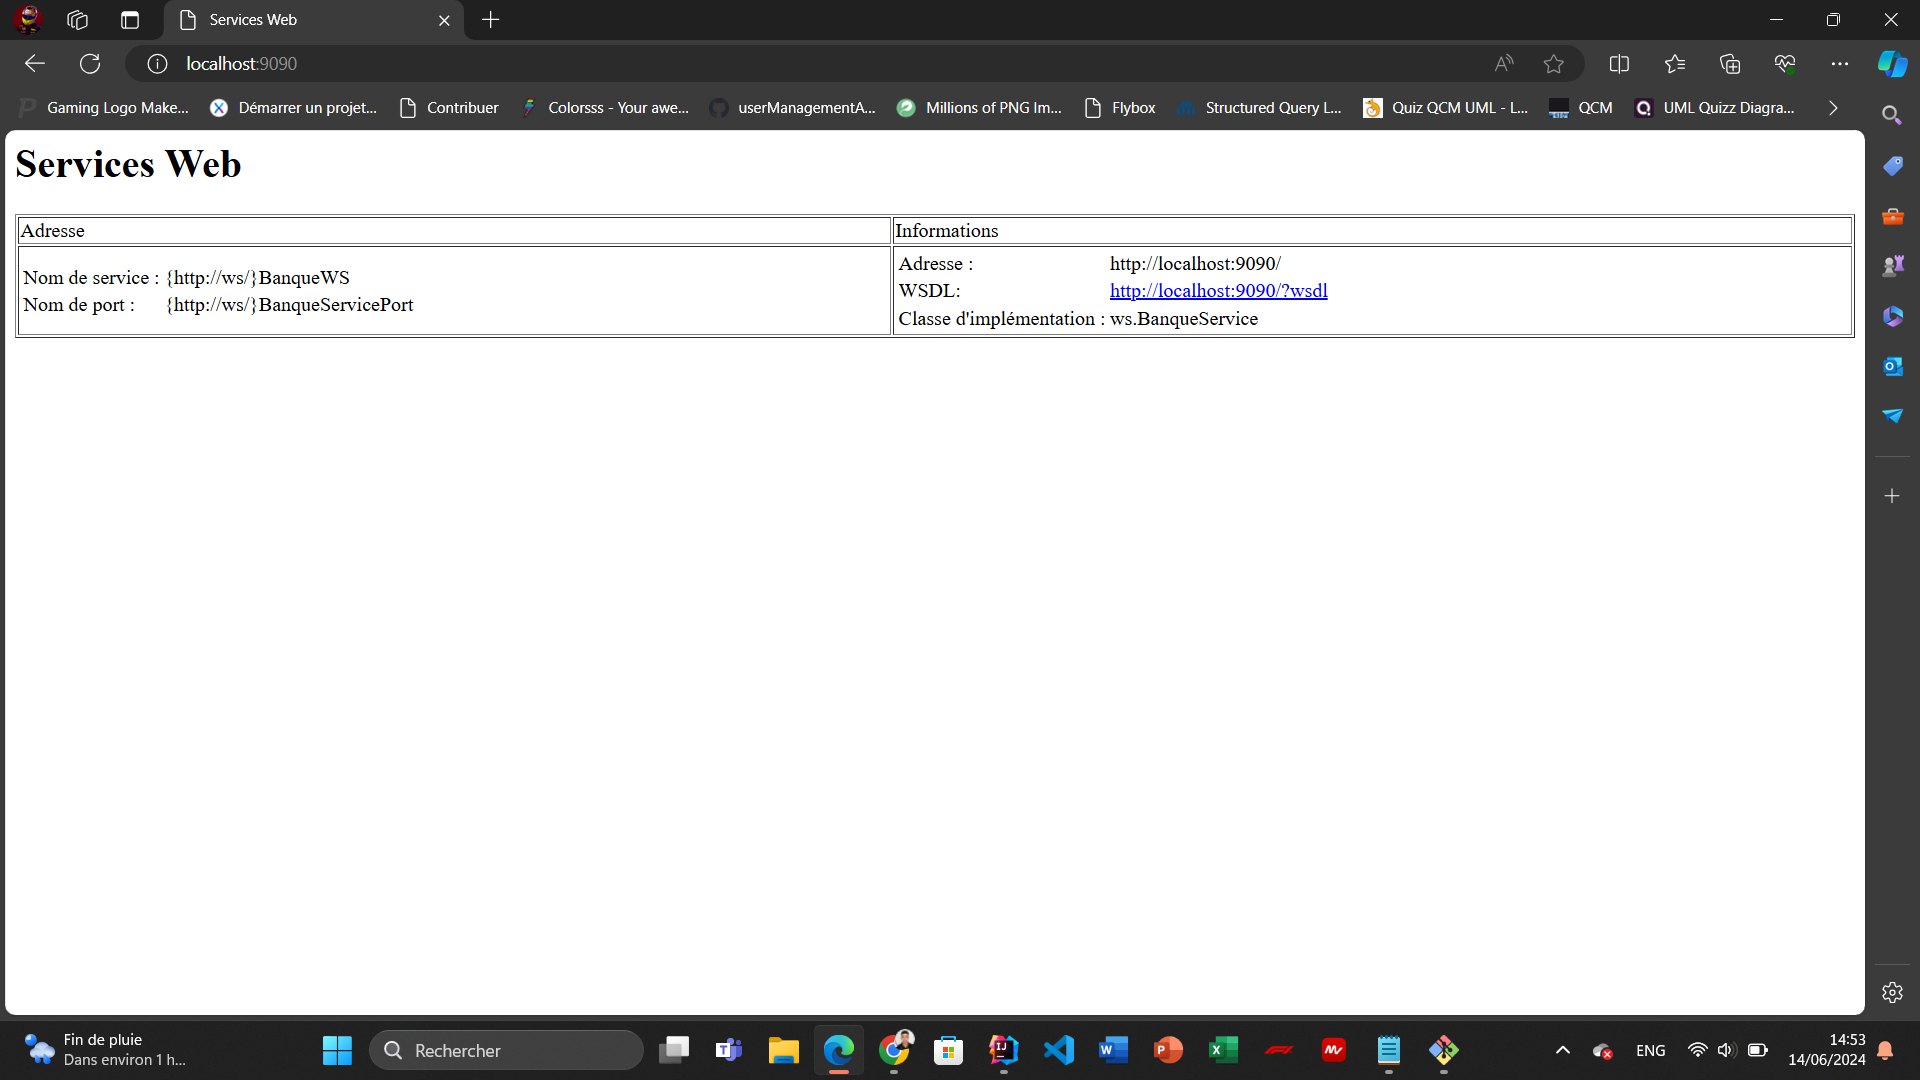 Services Web
localhost:9090
Gaming Logo Make... Démarrer un projet... Contribuer Colorsss - Your awe... userManagementA... Millions of PNG Im... Flybox Structured Query L... Quiz QCM UML - L... QCM UML Quizz Diagra...
Services Web
Adresse Informations
Nom de service : {http://ws/}BanqueWS
Nom de port : {http://ws/}BanqueServicePort
Adresse : http://localhost:9090/
WSDL: http://localhost:9090/?wsdl
Classe d'implémentation : ws.BanqueService
Fin de pluie
Dans environ 1 h...
Rechercher
ENG
14:53
14/06/2024